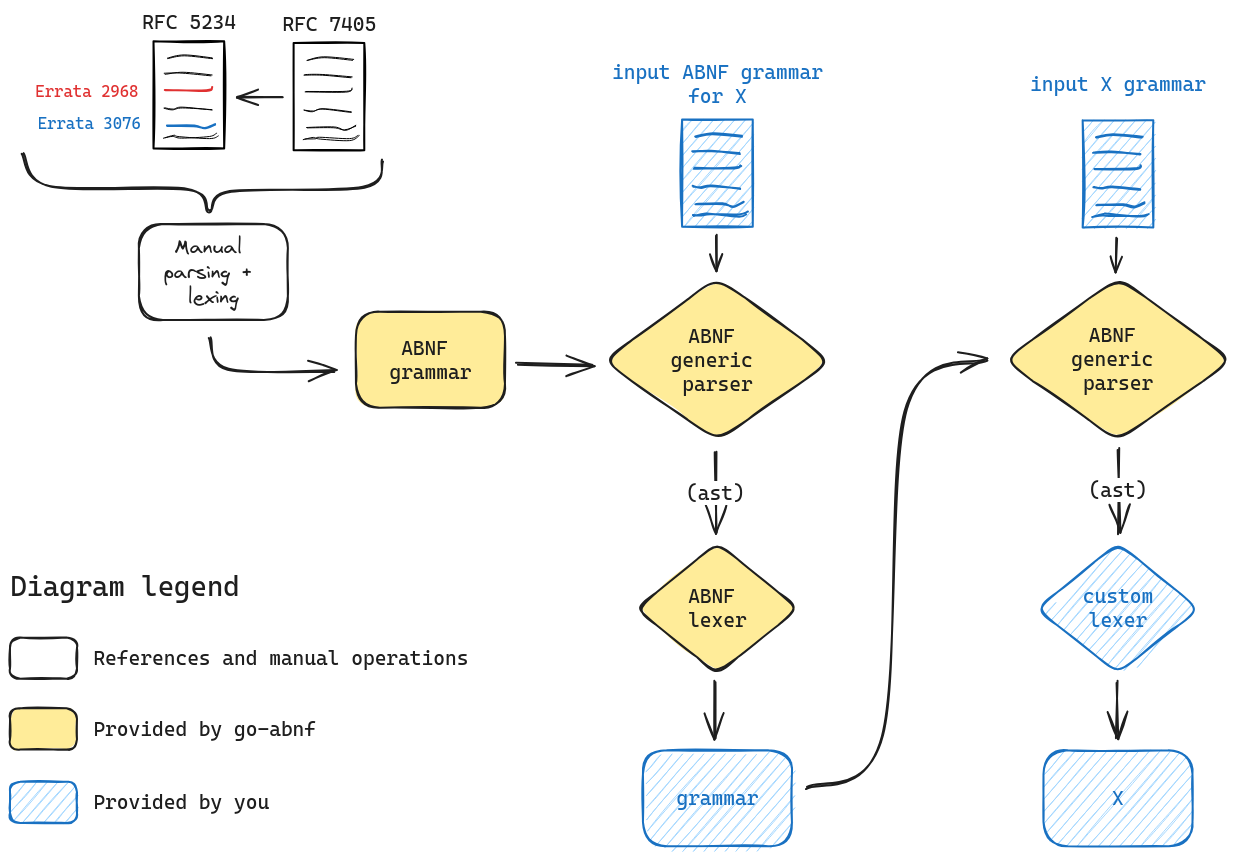 RFC 5234
RFC 7405
Errata 2968
Errata 3076
Manual
parsing +
lexing
ABNF
grammar
input ABNF grammar
for X
ABNF
generic
parser
(ast)
ABNF
lexer
grammar
input X grammar
ABNF
generic
parser
(ast)
custom
lexer
X
Diagram legend
References and manual operations
Provided by go-abnf
Provided by you